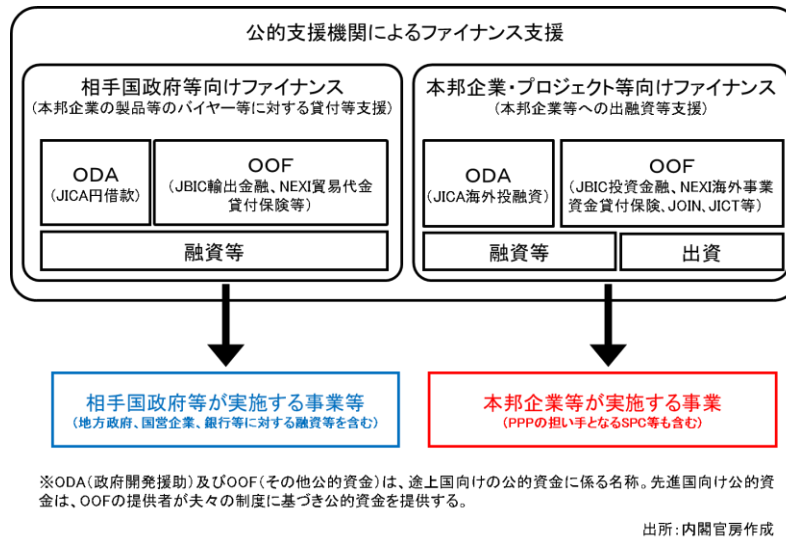 公的支援機関によるファイナンス支援
相手国政府等向けファイナンス
(本邦企業の製品等のバイヤー等に対する貸付等支援)
ODA
(JICA円借款)
OOF
(JBIC輸出金融、NEXI貿易代金
貸付保険等)
融資等
本邦企業・プロジェクト等向けファイナンス
(本邦企業等への出融資等支援)
ODA
(JICA海外投融資)
OOF
(JBIC投資金融、NEXI海外事業
資金貸付保険、JOIN、JICT等)
融資等
出資
相手国政府等が実施する事業等
(地方政府、国営企業、銀行等に対する融資等を含む)
本邦企業等が実施する事業
(PPPの担い手となるSPC等も含む)
※ODA(政府開発援助)及びOOF(その他公的資金)は、途上国向けの公的資金に係る名称。先進国向け公的資
金は、OOFの提供者が夫々の制度に基づき公的資金を提供する。
出所:内閣官房作成